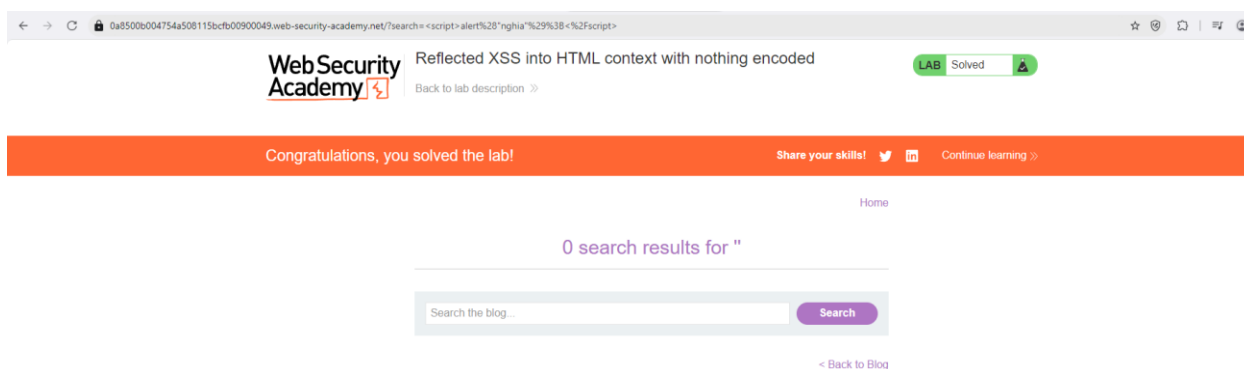 0a8500b004754a508115bcfb00900049.web-security-academy.net/?search=<script>alert%28"nghia"%29%3B<%2Fscript>
Web Security Academy
Reflected XSS into HTML context with nothing encoded
Back to lab description »
LAB Solved
Congratulations, you solved the lab!
Share your skills! in Continue learning »
Home
0 search results for ''
Search the blog... Search
< Back to Blog